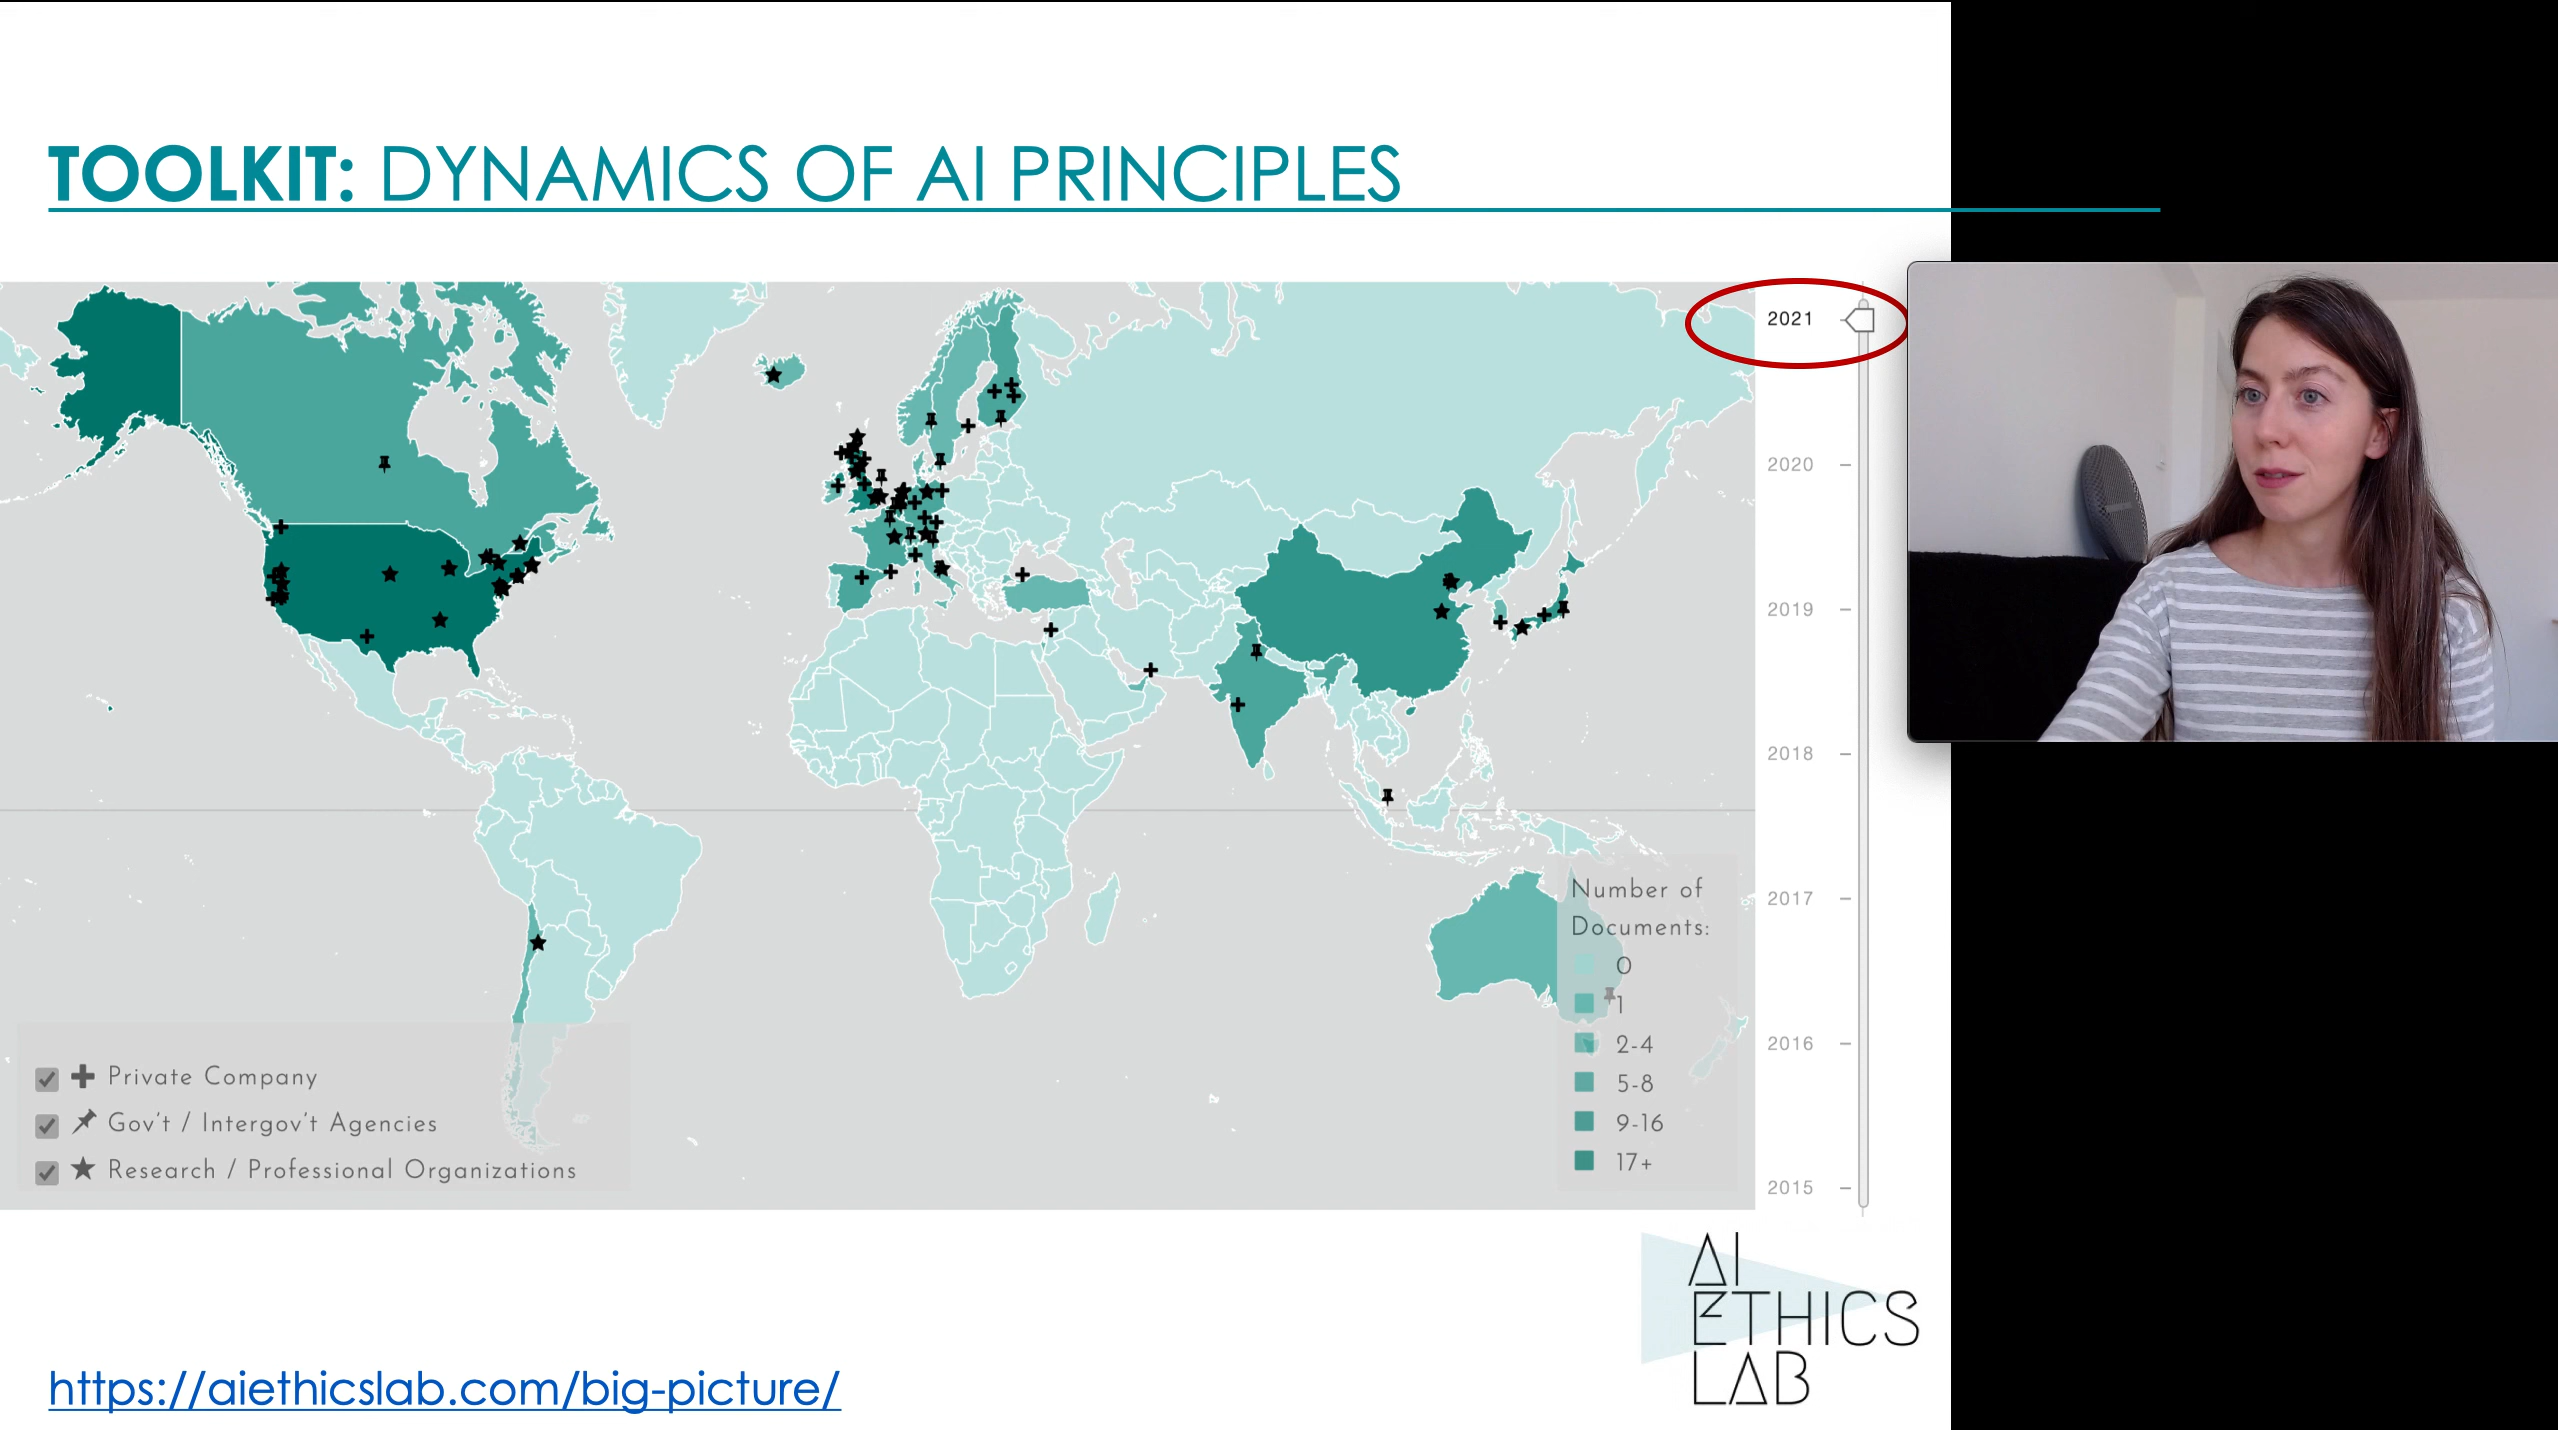 TOOLKIT: DYNAMICS OF AI PRINCIPLES
2021
2020
2019
2018
2017
2016
2015
Number of
Documents:
0
1
2-4
5-8
9-16
17+
Private Company
Gov't / Intergov't Agencies
Research / Professional Organizations
AI
ETHICS
LAB
https://aiethicslab.com/big-picture/